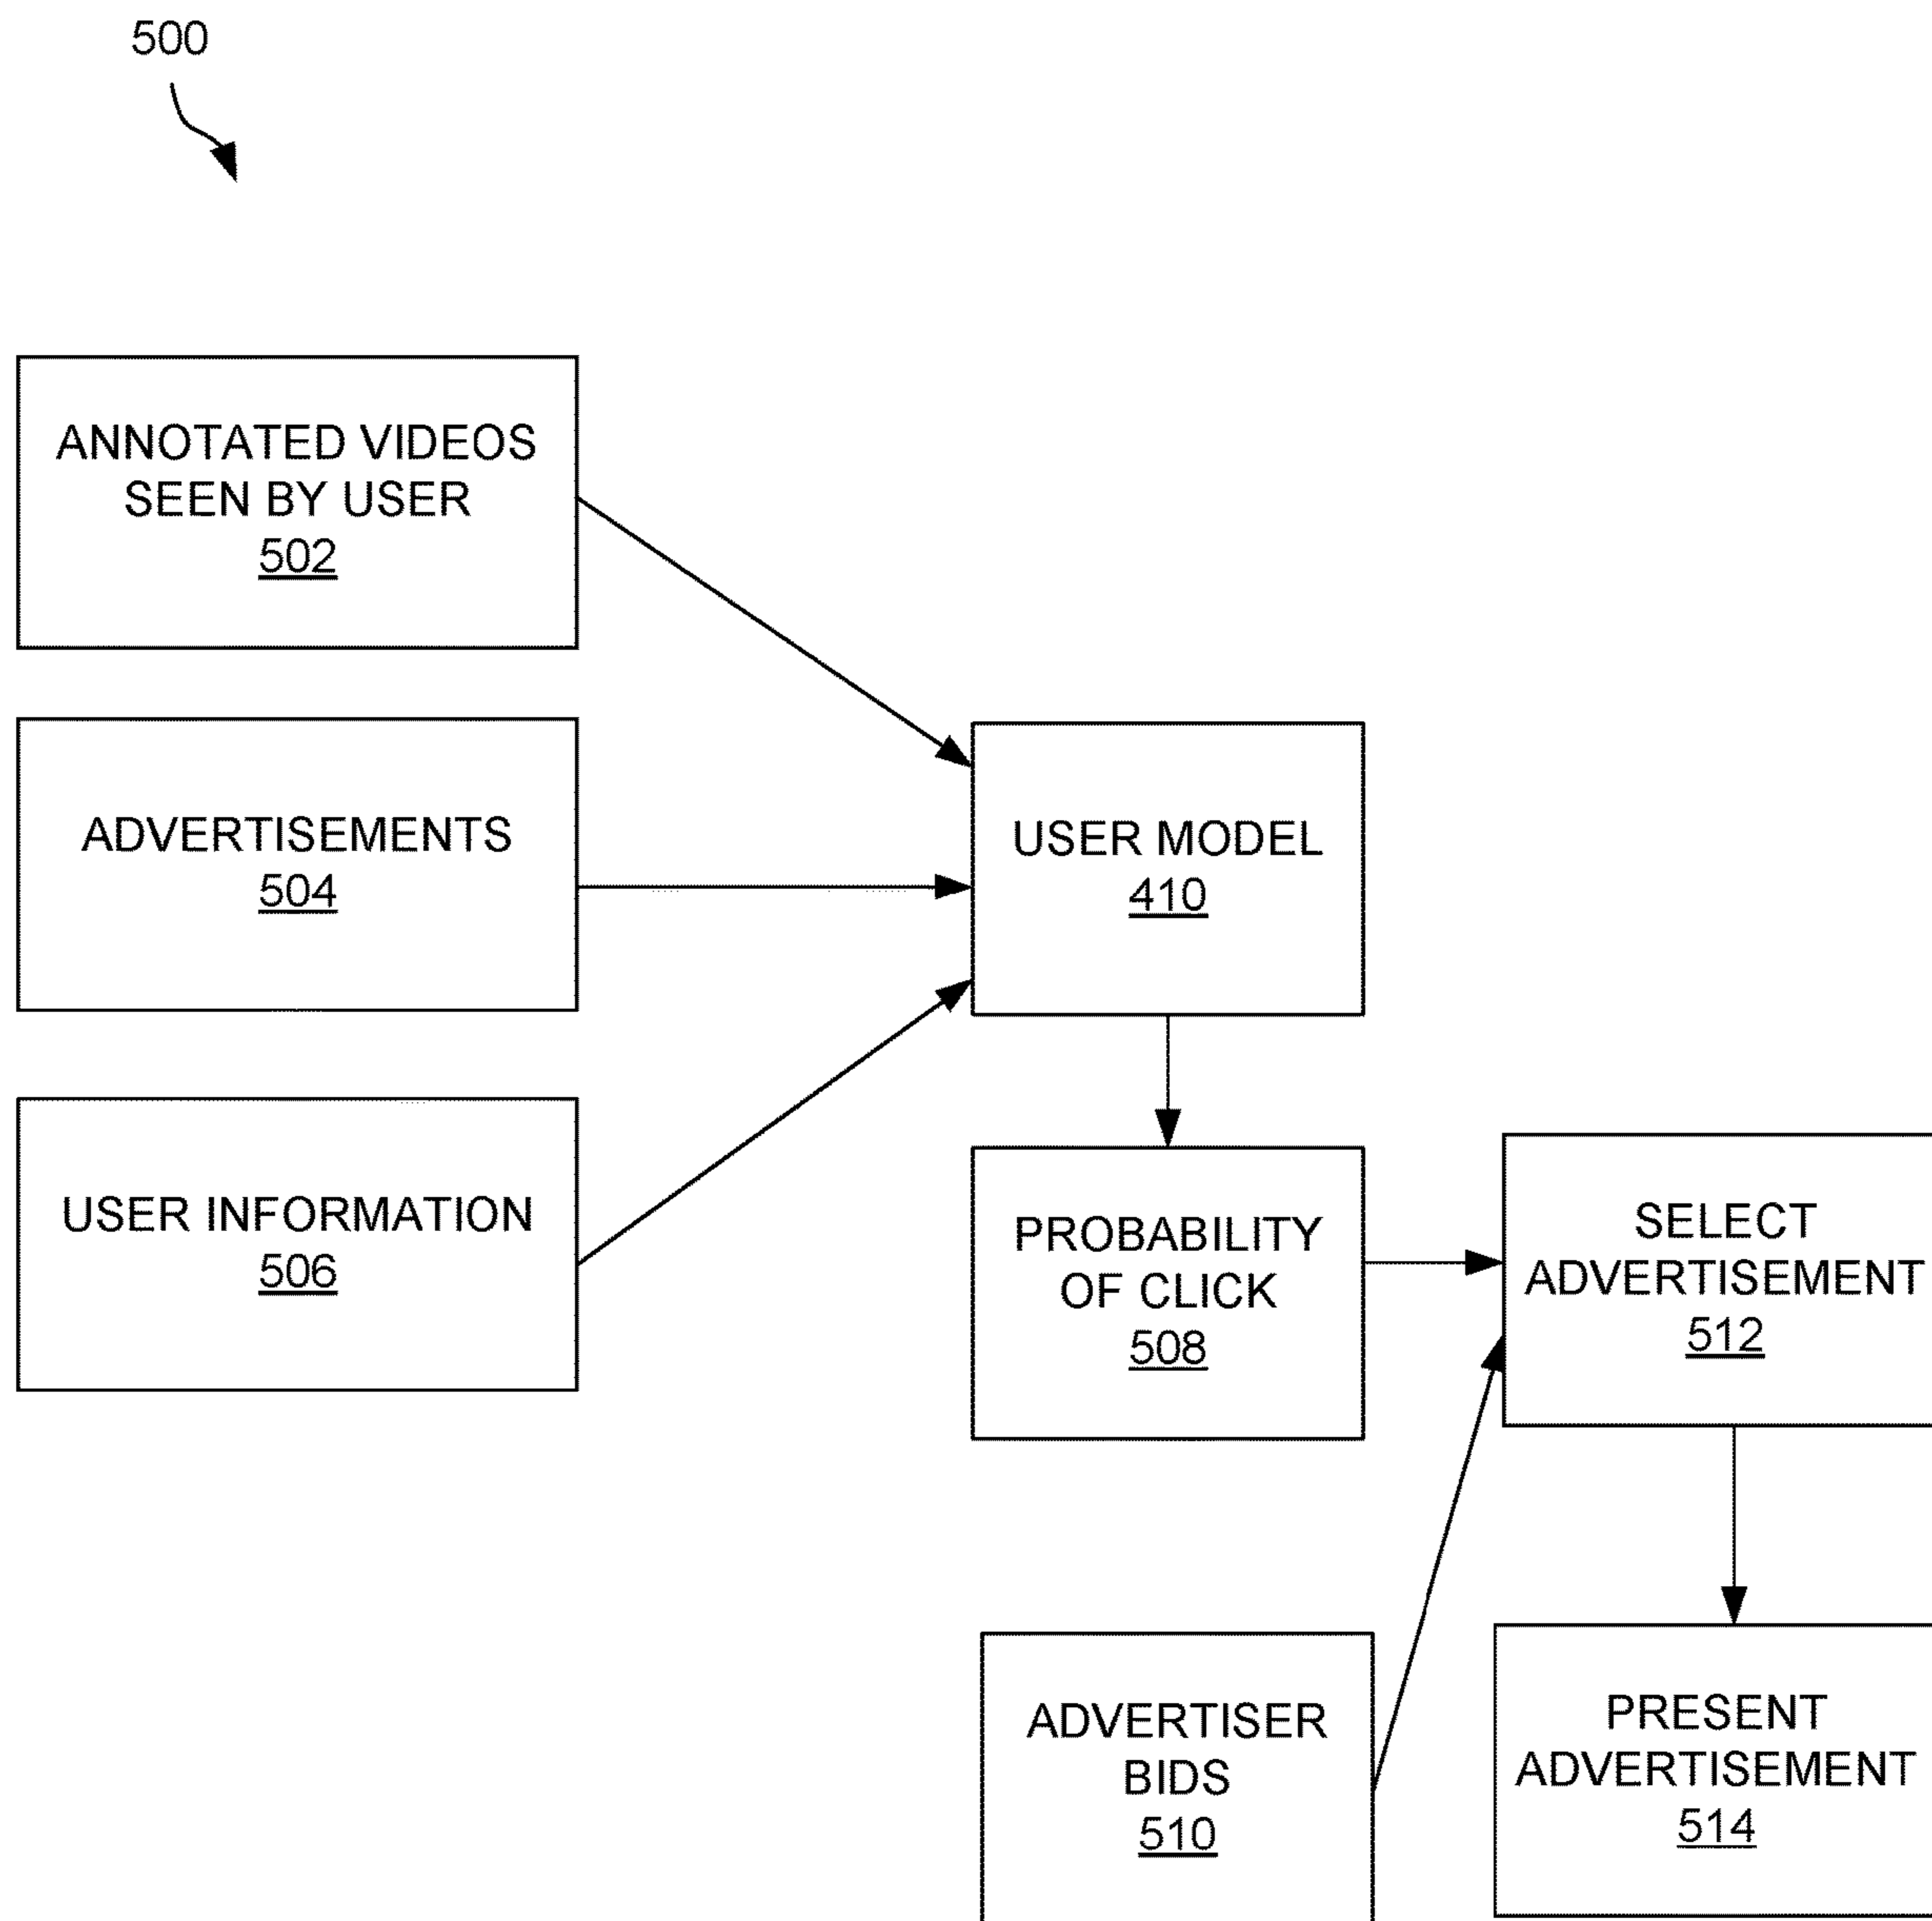 500
ANNOTATED VIDEOS
SEEN BY USER
502
ADVERTISEMENTS
504
USER INFORMATION
506
USER MODEL
410
PROBABILITY
OF CLICK
508
SELECT
ADVERTISEMENT
512
ADVERTISER
BIDS
510
PRESENT
ADVERTISEMENT
514